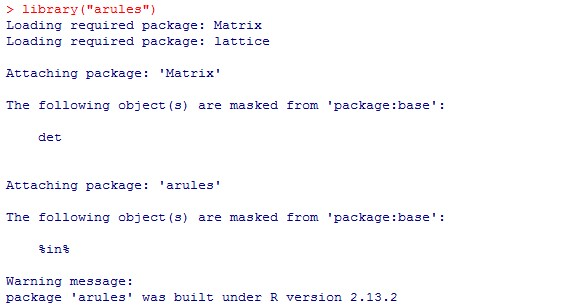 > library("arules")
Loading required package: Matrix
Loading required package: lattice
Attaching package: 'Matrix'
The following object(s) are masked from 'package:base':
det
Attaching package: 'arules'
The following object(s) are masked from 'package:base':
%in%
Warning message:
package 'arules' was built under R version 2.13.2